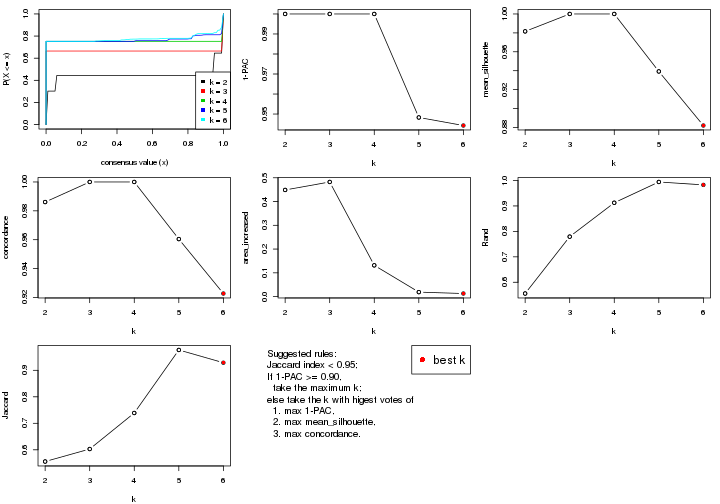 P(X <= x)
0.0 0.2 0.4 0.6 0.8 1.0
0.0 0.2 0.4 0.6 0.8 1.0
consensus value (x)
k = 2
k = 3
k = 4
k = 5
k = 6
1-PAC
0.95 0.97 0.99
2 3 4 5 6
k
mean_silhouette
0.88 0.92 0.96
2 3 4 5 6
k
concordance
0.92 0.94 0.96 0.98 1.00
2 3 4 5 6
k
area_increased
0.0 0.1 0.2 0.3 0.4 0.5
2 3 4 5 6
k
Rand
0.6 0.7 0.8 0.9 1.0
2 3 4 5 6
k
Jaccard
0.6 0.7 0.8 0.9
2 3 4 5 6
k
Suggested rules:
Jaccard index < 0.95;
If 1-PAC >= 0.90,
take the maximum k;
else take the k with higest votes of
1. max 1-PAC,
2. max mean_silhouette,
3. max concordance.
best k